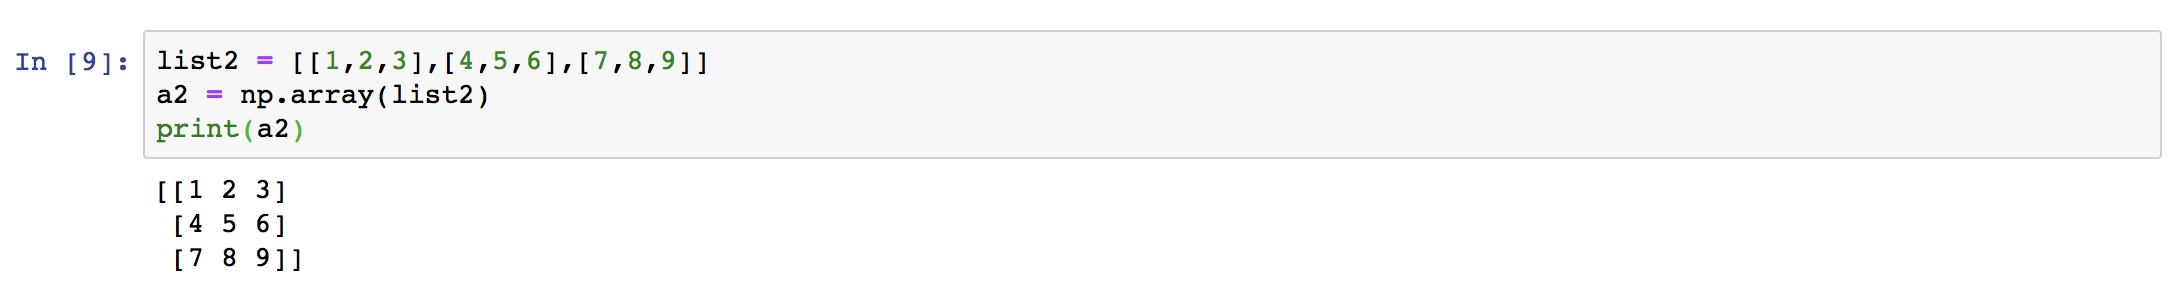 In [9]: list2 = [[1,2,3],[4,5,6],[7,8,9]]
a2 = np.array(list2)
print(a2)
[[1 2 3]
 [4 5 6]
 [7 8 9]]